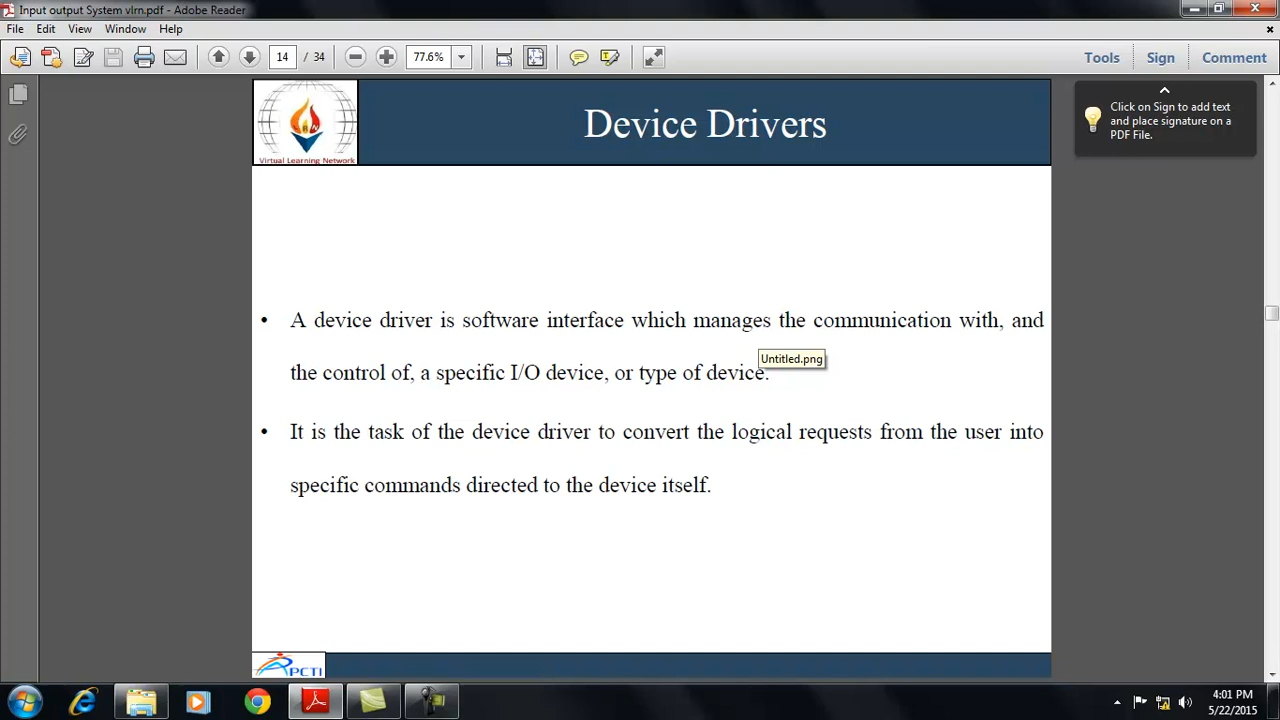 Input output System vlrn.pdf - Adobe Reader
File Edit View Window Help
14 / 34 77.6% Tools Sign Comment
Click on Sign to add text
and place signature on a
PDF File.
Virtual Learning Network
Device Drivers
• A device driver is software interface which manages the communication with, and
Untitled.png
the control of, a specific I/O device, or type of device.
• It is the task of the device driver to convert the logical requests from the user into
specific commands directed to the device itself.
PCTI
4:01 PM
5/22/2015